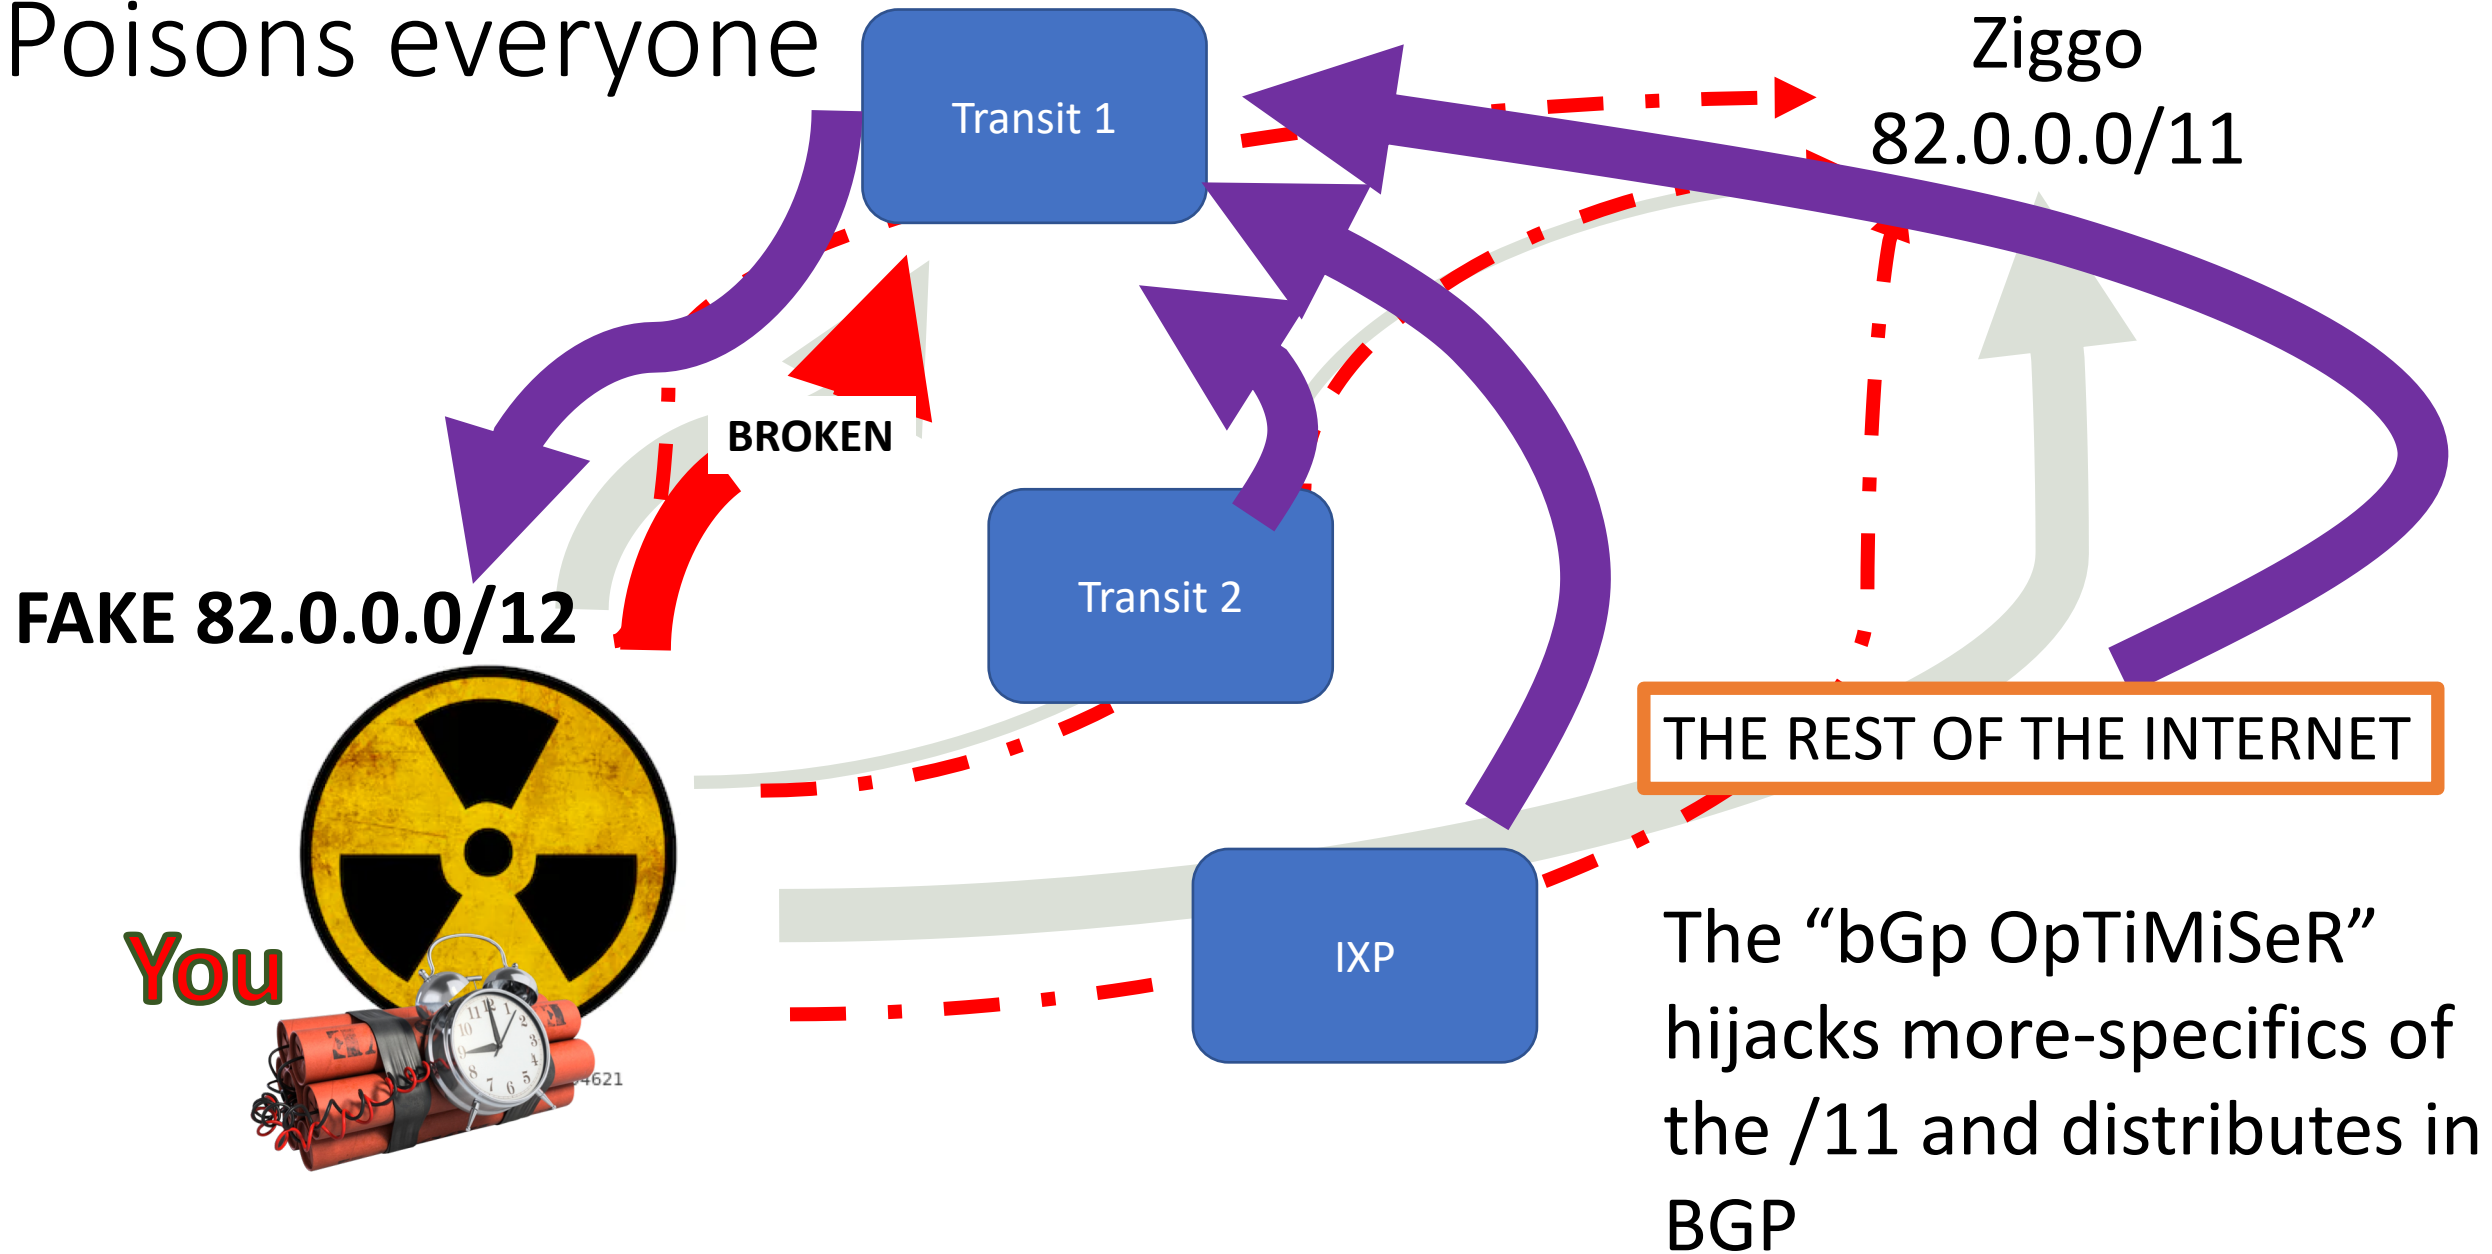 Poisons everyone
Transit 1
Ziggo
82.0.0.0/11
BROKEN
FAKE 82.0.0.0/12
Transit 2
THE REST OF THE INTERNET
You
IXP
The “bGp OpTiMiSeR”
hijacks more-specifics of
the /11 and distributes in
BGP